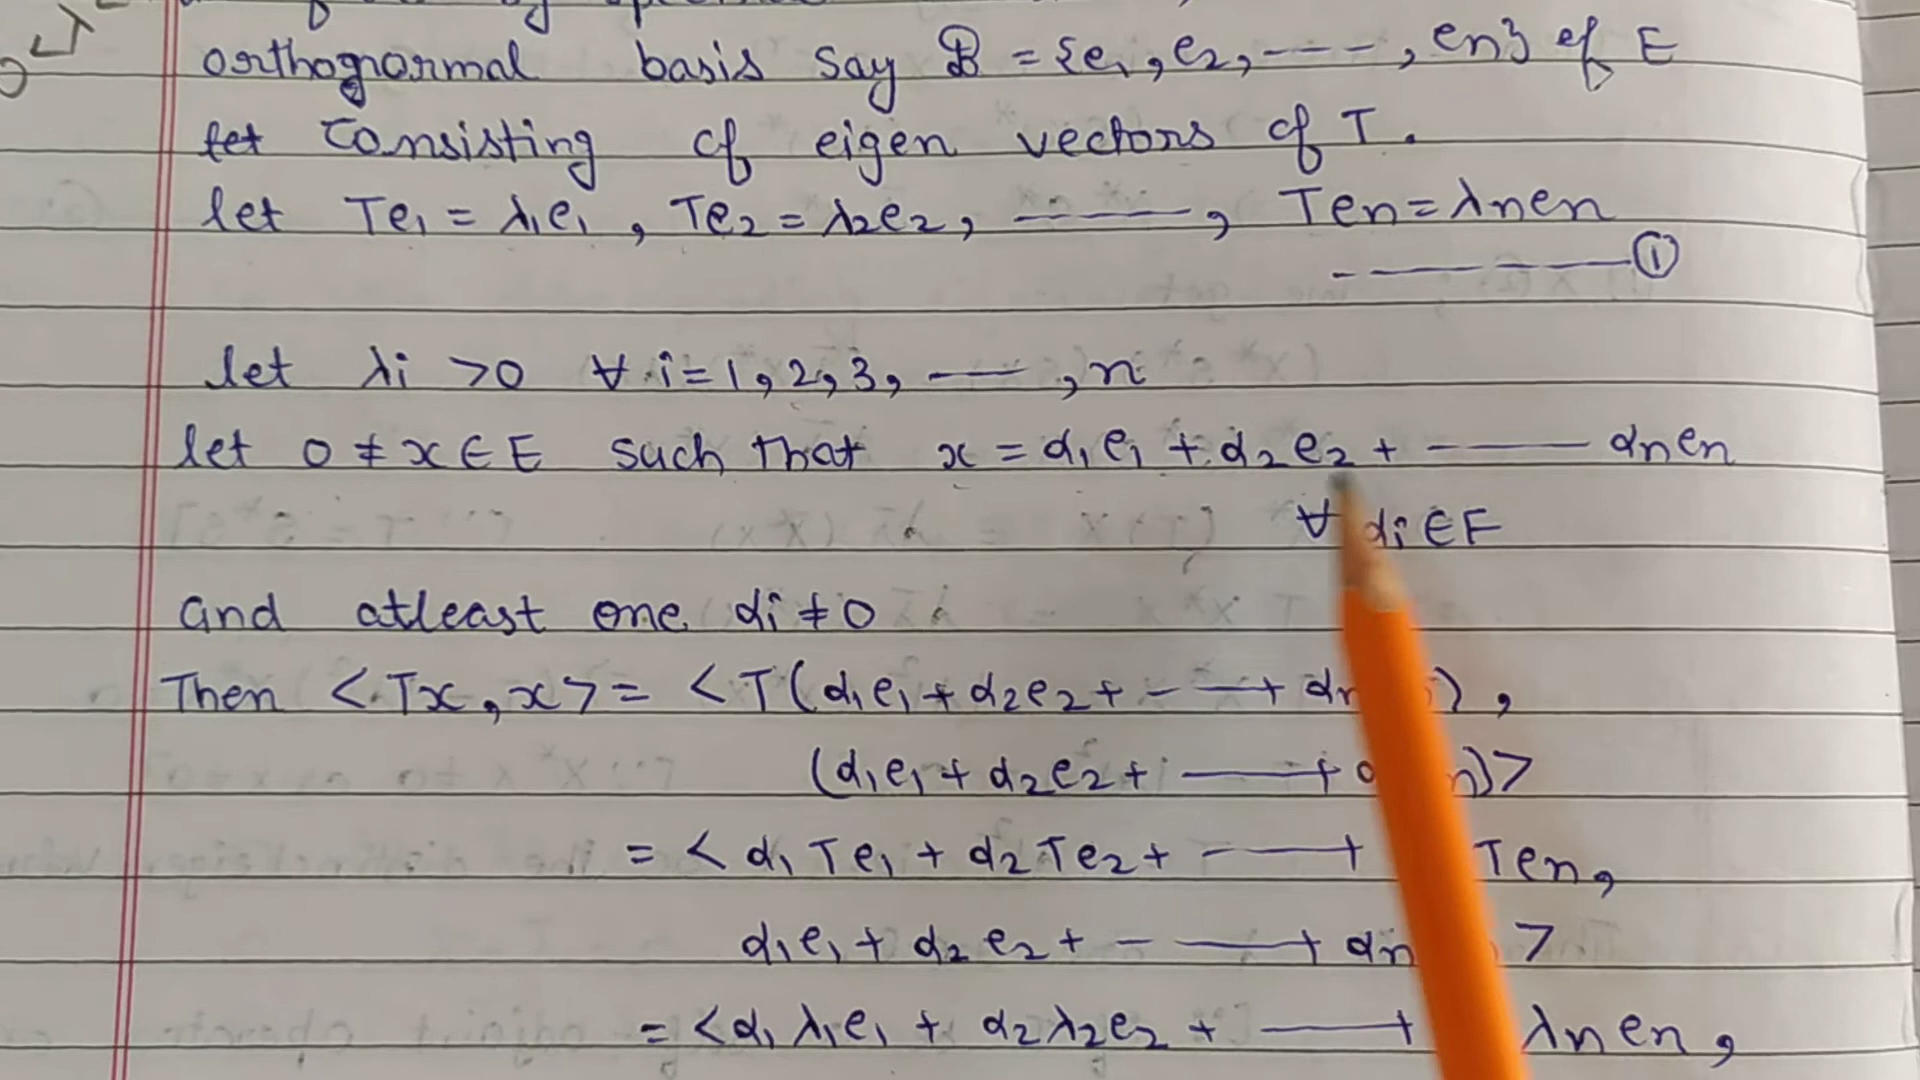 orthognormal basis say B = {e₁, e₂, ---, en} of E
fet consisting of eigen vectors of T.
let Te₁ = λ₁e₁, Te₂ = λ₂e₂, ———, Ten = λnen
- —— ——①
let λi > 0 ∀ i = 1, 2, 3, ——, n
let 0 ≠ x ∈ E such that x = α₁e₁ + α₂e₂ + ——— αnen
∀ αi ∈ F
and atleast one αi ≠ 0
Then <Tx, x> = <T(α₁e₁ + α₂e₂ + - —+ αn ),
(α₁e₁ + α₂e₂ + ——+ n)>
= <α₁Te₁ + α₂Te₂ + ——+ Ten,
α₁e₁ + α₂e₂ + - ——+ αn >
= <α₁λ₁e₁ + α₂λ₂e₂ + ——+ λnen,